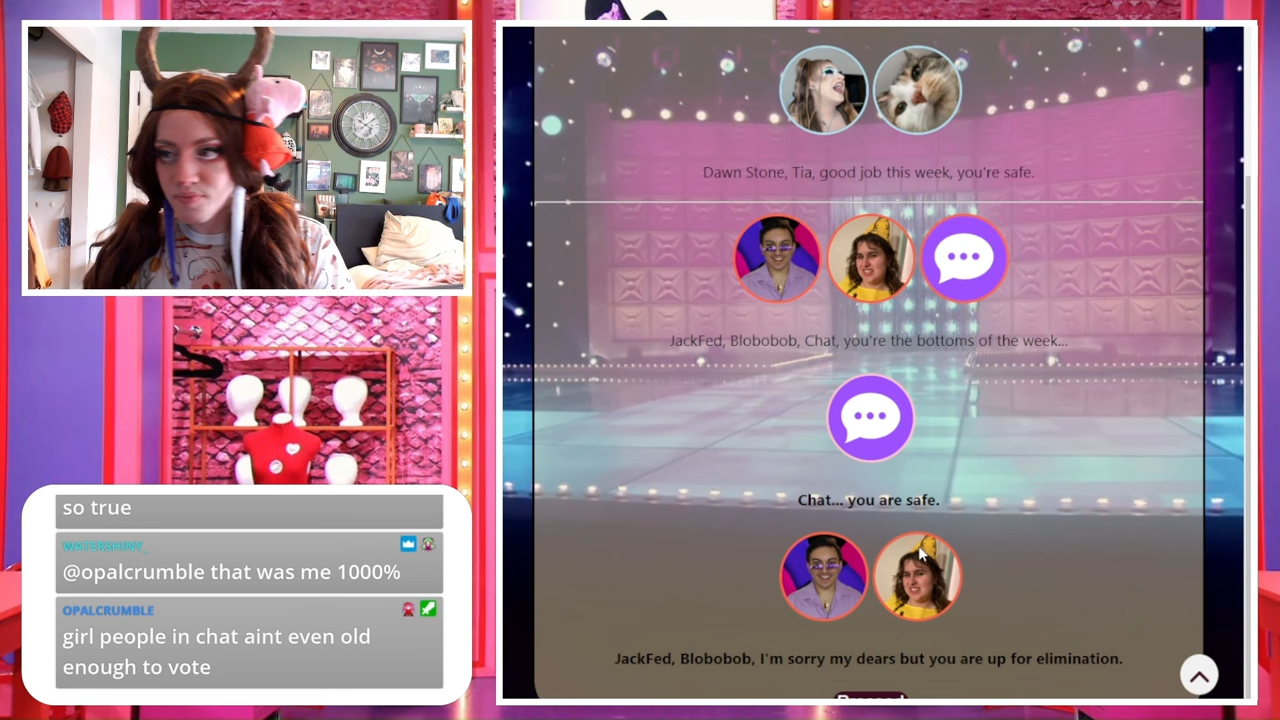 Dawn Stone, Tia, good job this week, you're safe.
JackFed, Blobobob, Chat, you're the bottoms of the week...
Chat... you are safe.
JackFed, Blobobob, I'm sorry my dears but you are up for elimination.
Proceed
so true
WATERSHINY_
@opalcrumble that was me 1000%
OPALCRUMBLE
girl people in chat aint even old
enough to vote